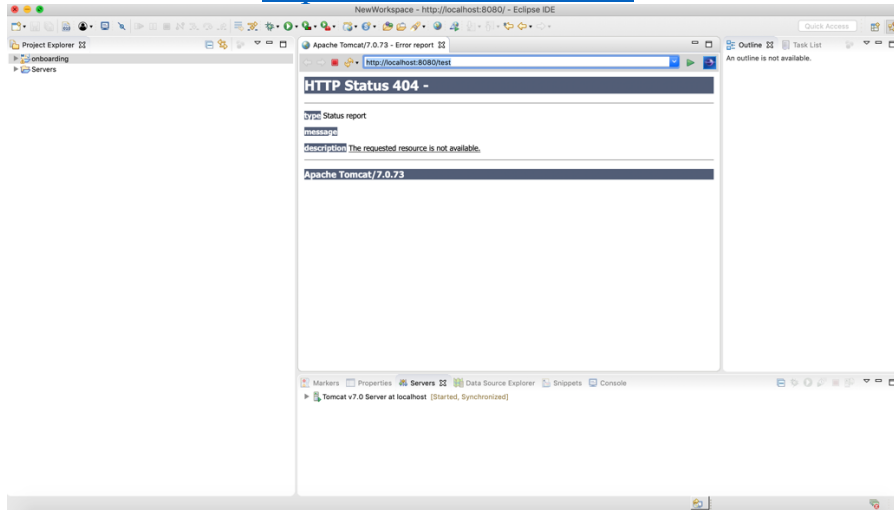 NewWorkspace - http://localhost:8080/ - Eclipse IDE
Quick Access
Project Explorer
onboarding
Servers
Apache Tomcat/7.0.73 - Error report
http://localhost:8080/test
HTTP Status 404 -
type Status report
message
description The requested resource is not available.
Apache Tomcat/7.0.73
Outline Task List
An outline is not available.
Markers Properties Servers Data Source Explorer Snippets Console
Tomcat v7.0 Server at localhost [Started, Synchronized]